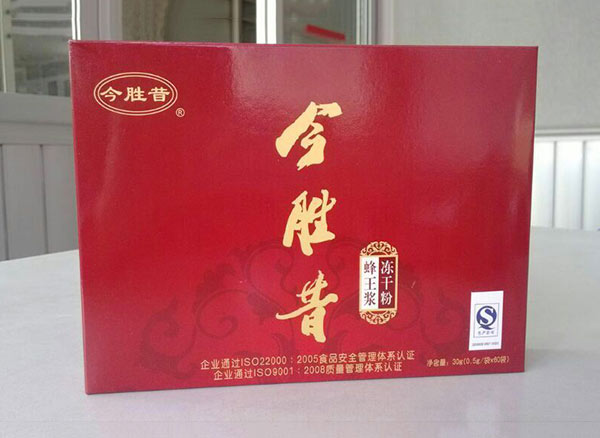 今胜昔
®
今胜昔
蜂王浆
冻干粉
企业通过ISO22000：2005食品安全管理体系认证
企业通过ISO9001：2008质量管理体系认证
净含量：30g(0.5g/袋x60袋)